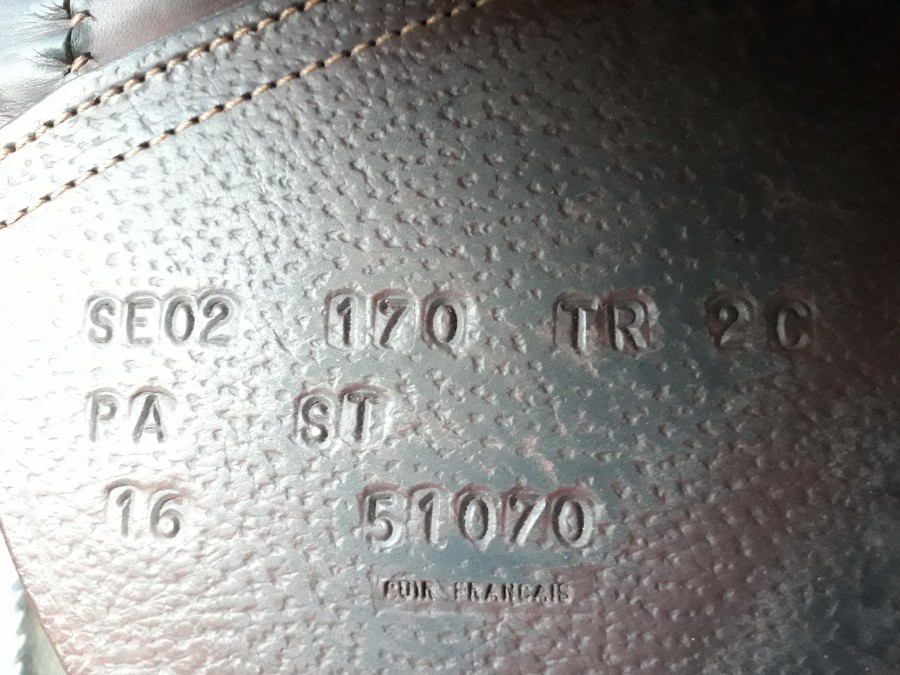 SE02 170 TR 2C
PA ST
16 51070
CUIR FRANCAIS